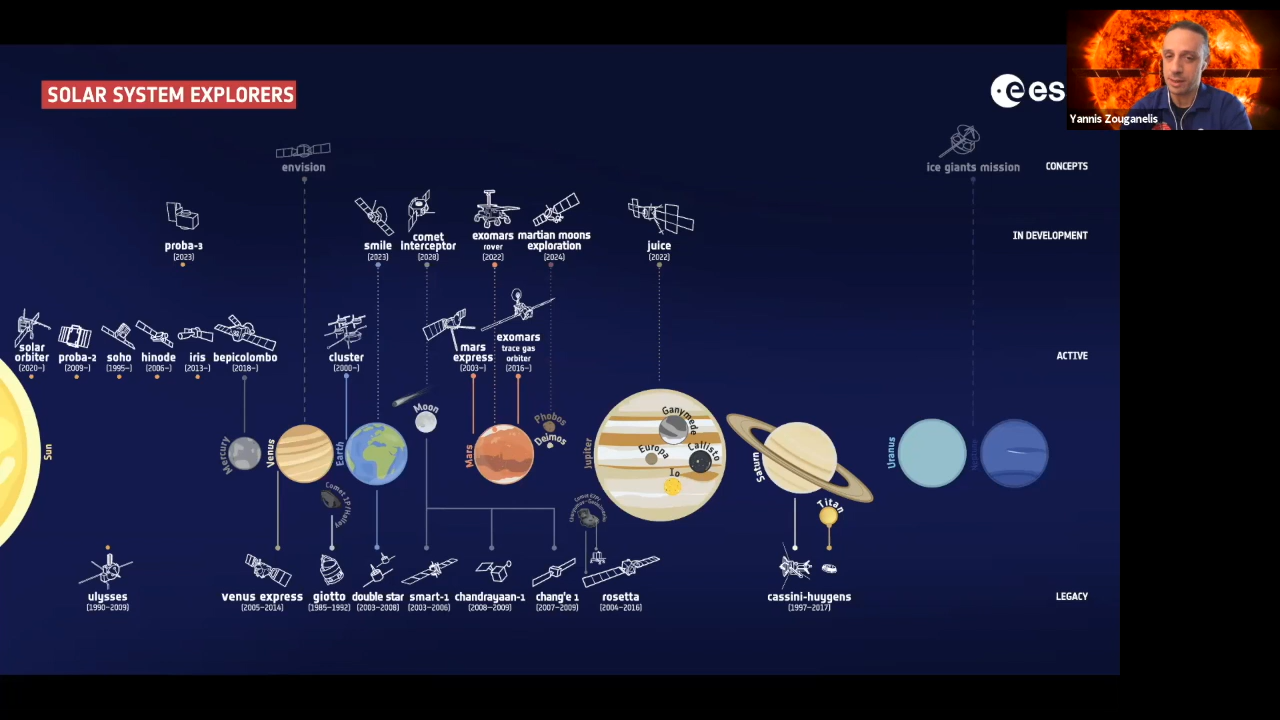 SOLAR SYSTEM EXPLORERS
es
Yannis Zouganelis
envision
ice giants mission
CONCEPTS
proba-3
(2023)
smile
(2023)
comet
interceptor
(2028)
exomars
rover
(2022)
martian moons
exploration
(2024)
juice
(2022)
IN DEVELOPMENT
solar
orbiter
(2020-)
proba-2
(2009-)
soho
(1995-)
hinode
(2006-)
iris
(2013-)
bepicolombo
(2018-)
cluster
(2000-)
mars
express
(2003-)
exomars
trace gas
orbiter
(2016-)
ACTIVE
Sun
Mercury
Venus
Earth
Moon
Mars
Phobos
Deimos
Jupiter
Ganymede
Europa
Callisto
Io
Saturn
Titan
Uranus
Comet 1P/Halley
ulysses
(1990-2009)
venus express
(2005-2014)
giotto
(1985-1992)
double star
(2003-2008)
smart-1
(2003-2006)
chandrayaan-1
(2008-2009)
chang'e 1
(2007-2009)
rosetta
(2004-2016)
cassini-huygens
(1997-2017)
LEGACY